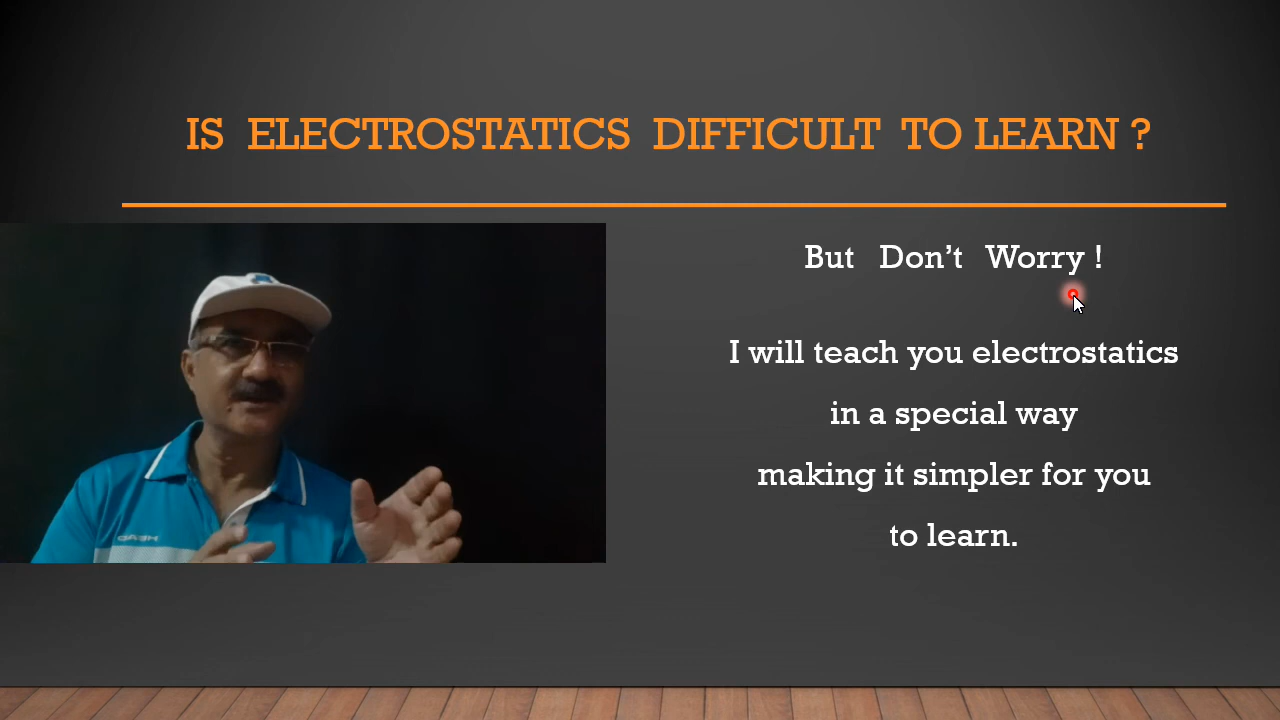 IS ELECTROSTATICS DIFFICULT TO LEARN ?
But Don't Worry !
I will teach you electrostatics
in a special way
making it simpler for you
to learn.